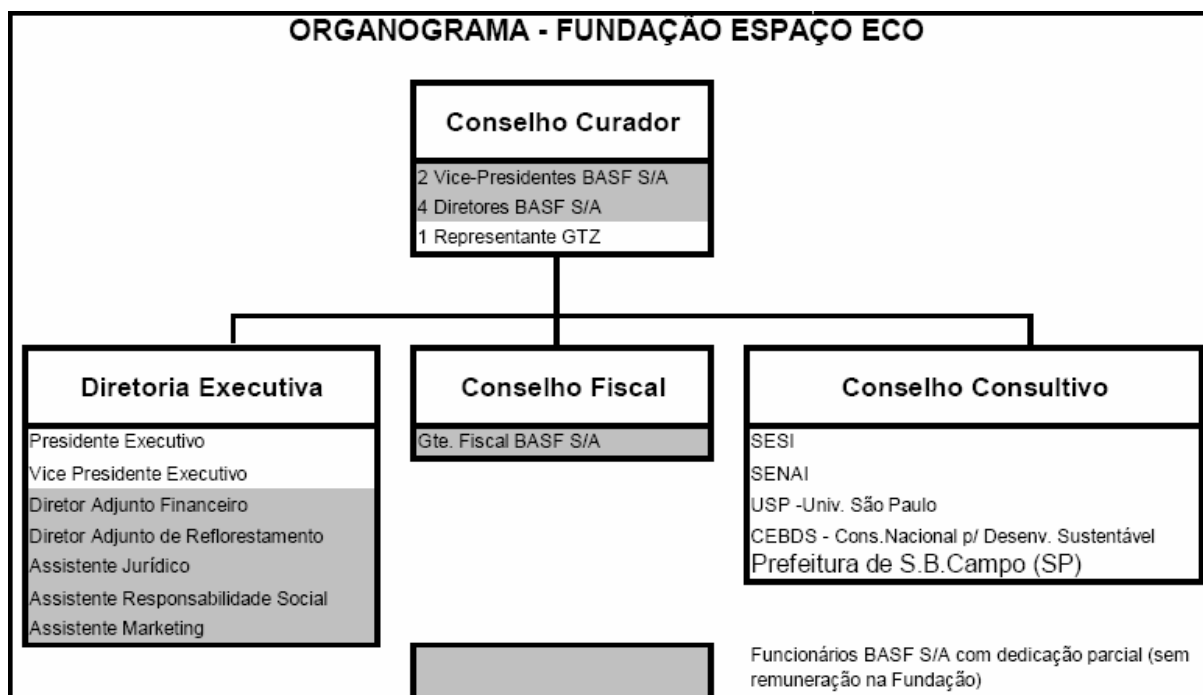 ORGANOGRAMA - FUNDAÇÃO ESPAÇO ECO
Conselho Curador
2 Vice-Presidentes BASF S/A
4 Diretores BASF S/A
1 Representante GTZ
Diretoria Executiva
Presidente Executivo
Vice Presidente Executivo
Diretor Adjunto Financeiro
Diretor Adjunto de Reflorestamento
Assistente Jurídico
Assistente Responsabilidade Social
Assistente Marketing
Conselho Fiscal
Gte. Fiscal BASF S/A
Conselho Consultivo
SESI
SENAI
USP -Univ. São Paulo
CEBDS - Cons.Nacional p/ Desenv. Sustentável
Prefeitura de S.B.Campo (SP)
Funcionários BASF S/A com dedicação parcial (sem
remuneração na Fundação)